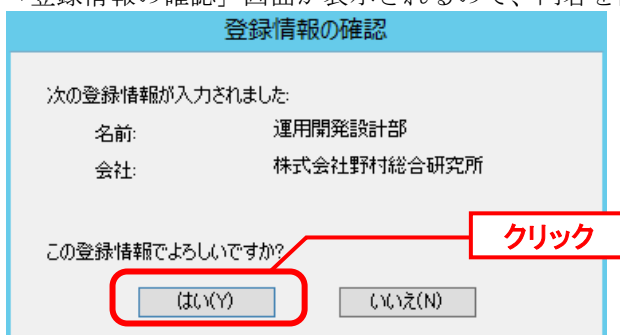 「登録情報の確認」画面が表示されるので、内容を
登録情報の確認
次の登録情報が入力されました:
名前: 運用開発設計部
会社: 株式会社野村総合研究所
この登録情報でよろしいですか?
クリック
はい(Y) いいえ(N)